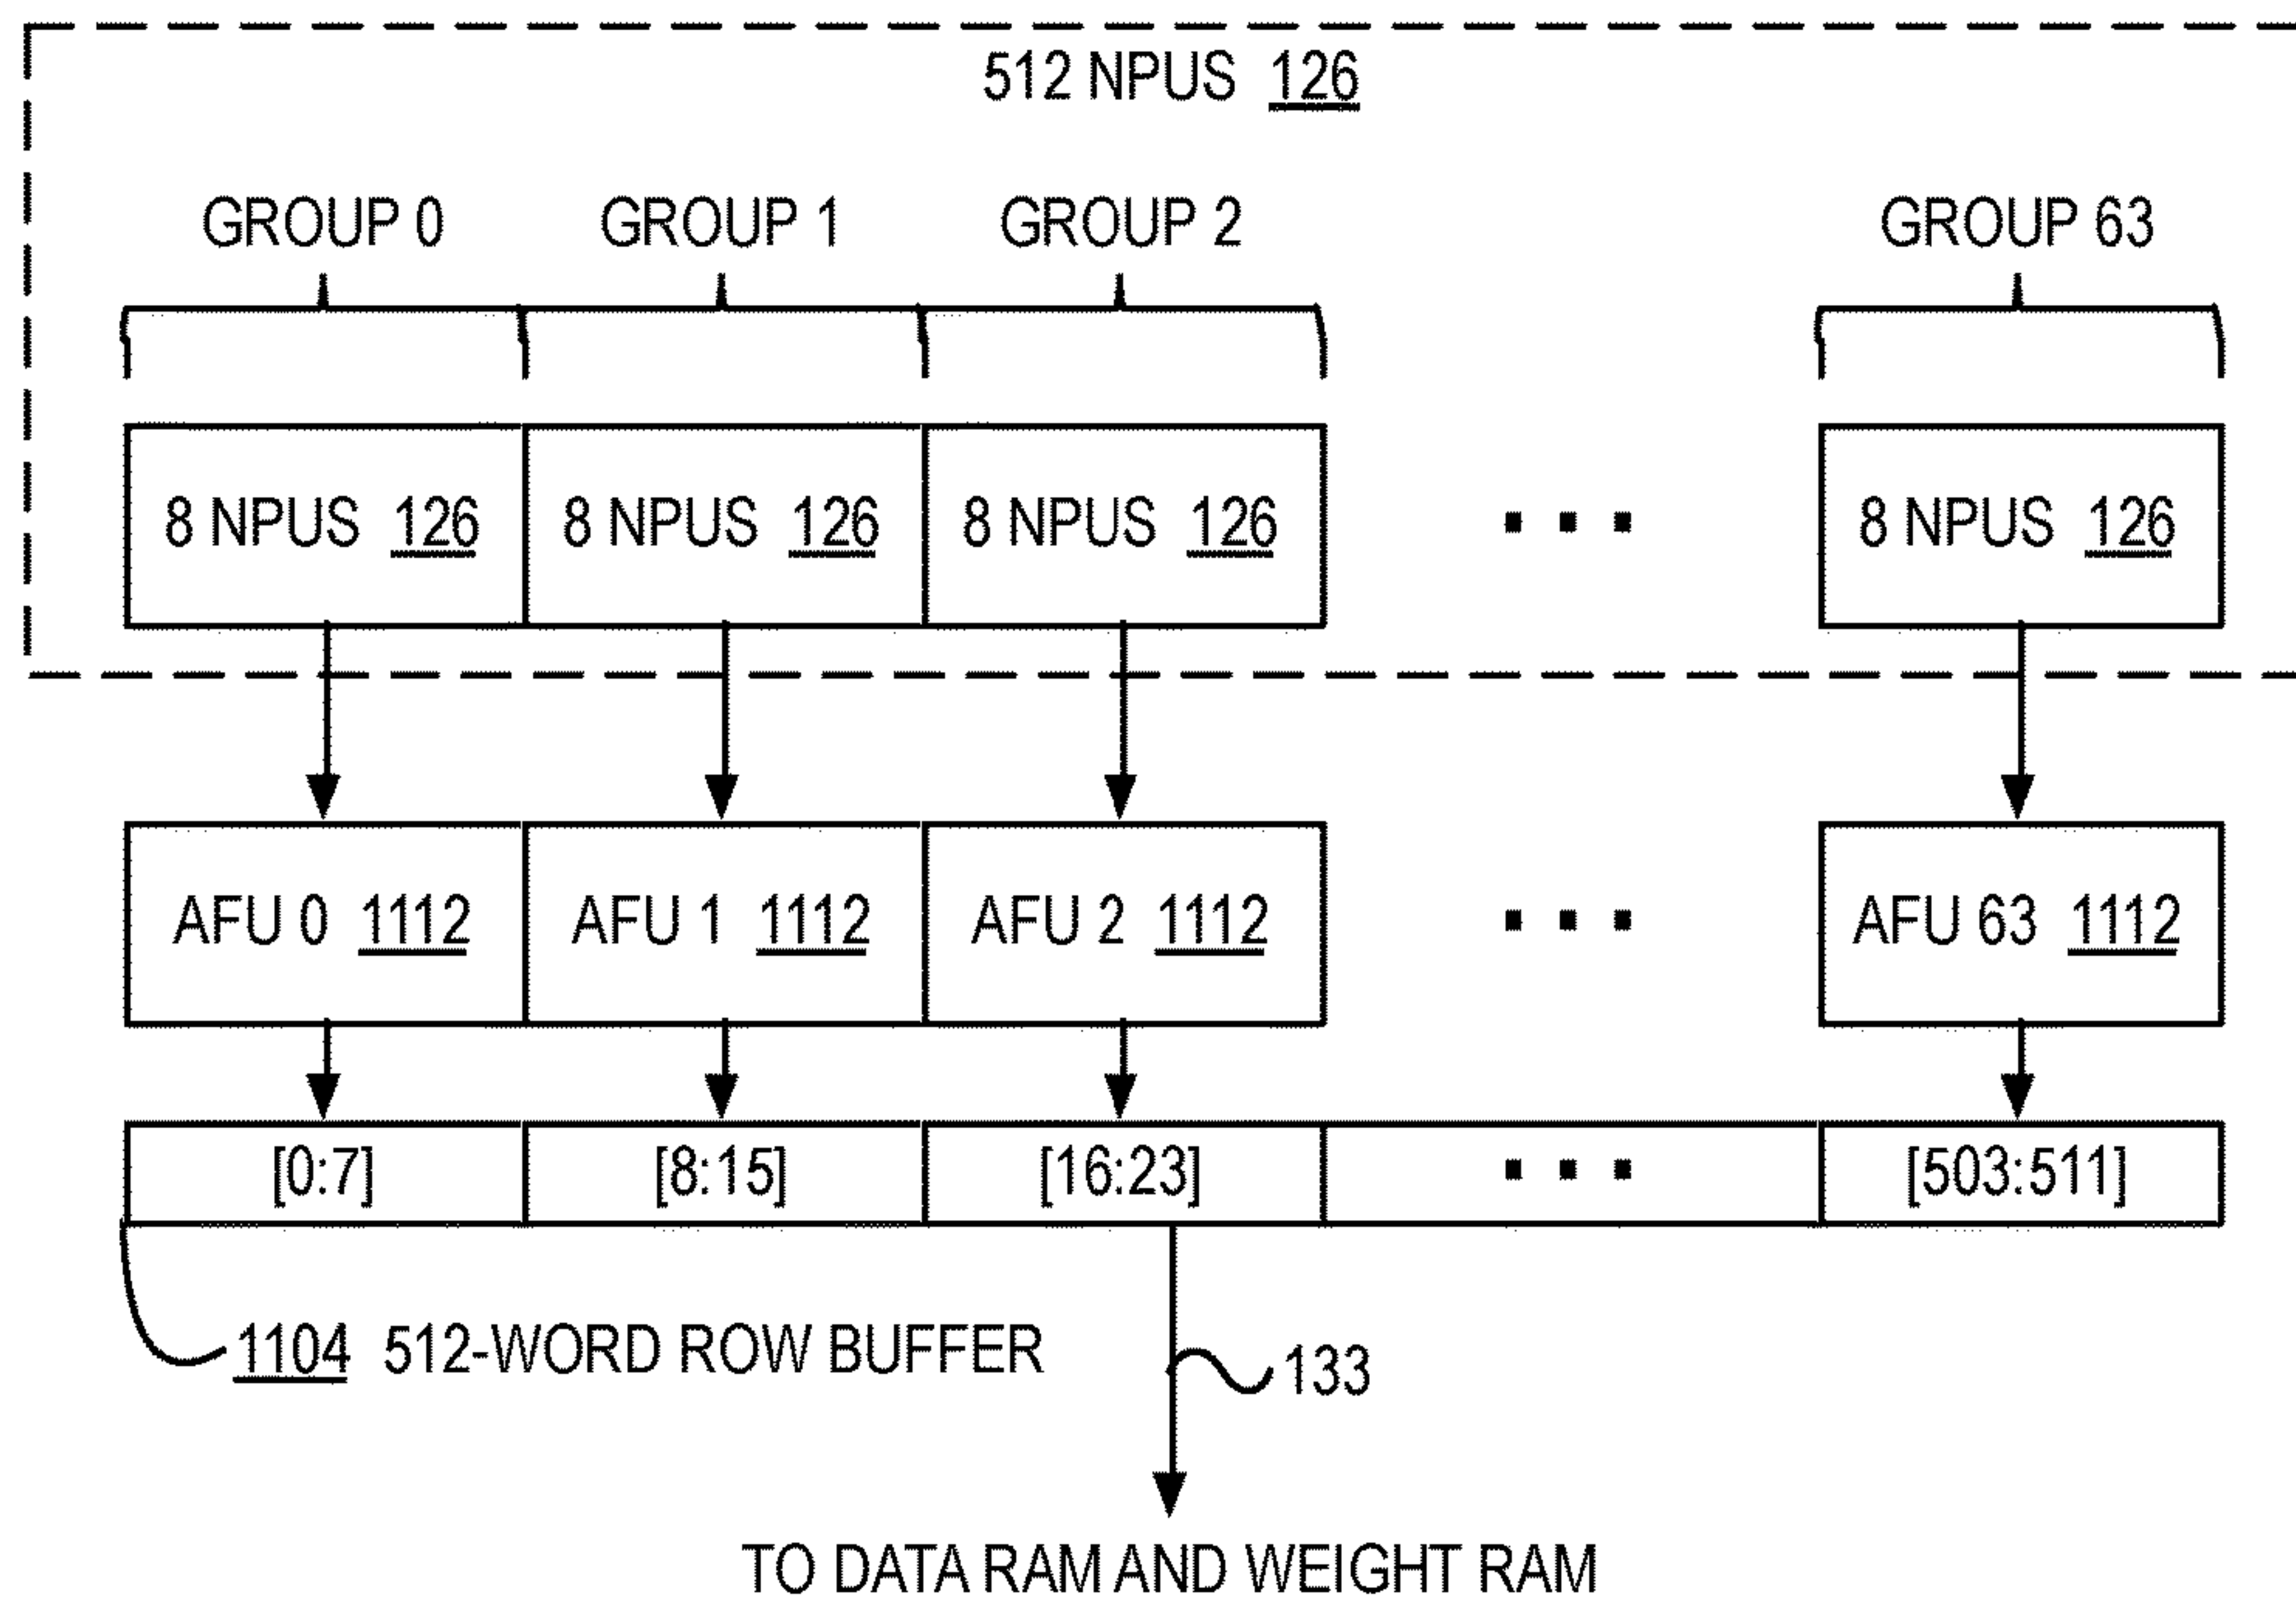 512 NPUS 126
GROUP 0 GROUP 1 GROUP 2 GROUP 63
8 NPUS 126 8 NPUS 126 8 NPUS 126 ... 8 NPUS 126
AFU 0 1112 AFU 1 1112 AFU 2 1112 ... AFU 63 1112
[0:7] [8:15] [16:23] ... [503:511]
1104 512-WORD ROW BUFFER 133
TO DATA RAM AND WEIGHT RAM